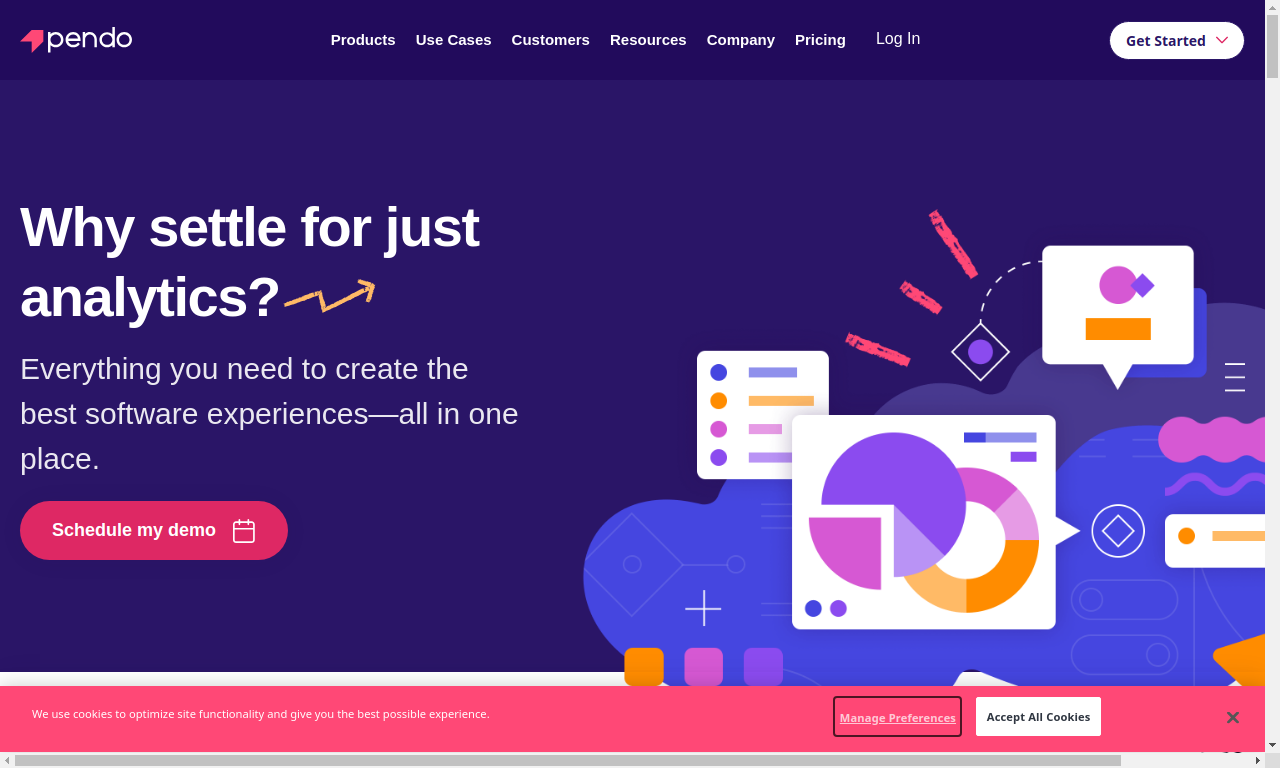 pendo
Products Use Cases Customers Resources Company Pricing Log In
Get Started
Why settle for just
analytics?
Everything you need to create the
best software experiences—all in one
place.
Schedule my demo
We use cookies to optimize site functionality and give you the best possible experience.
Manage Preferences
Accept All Cookies